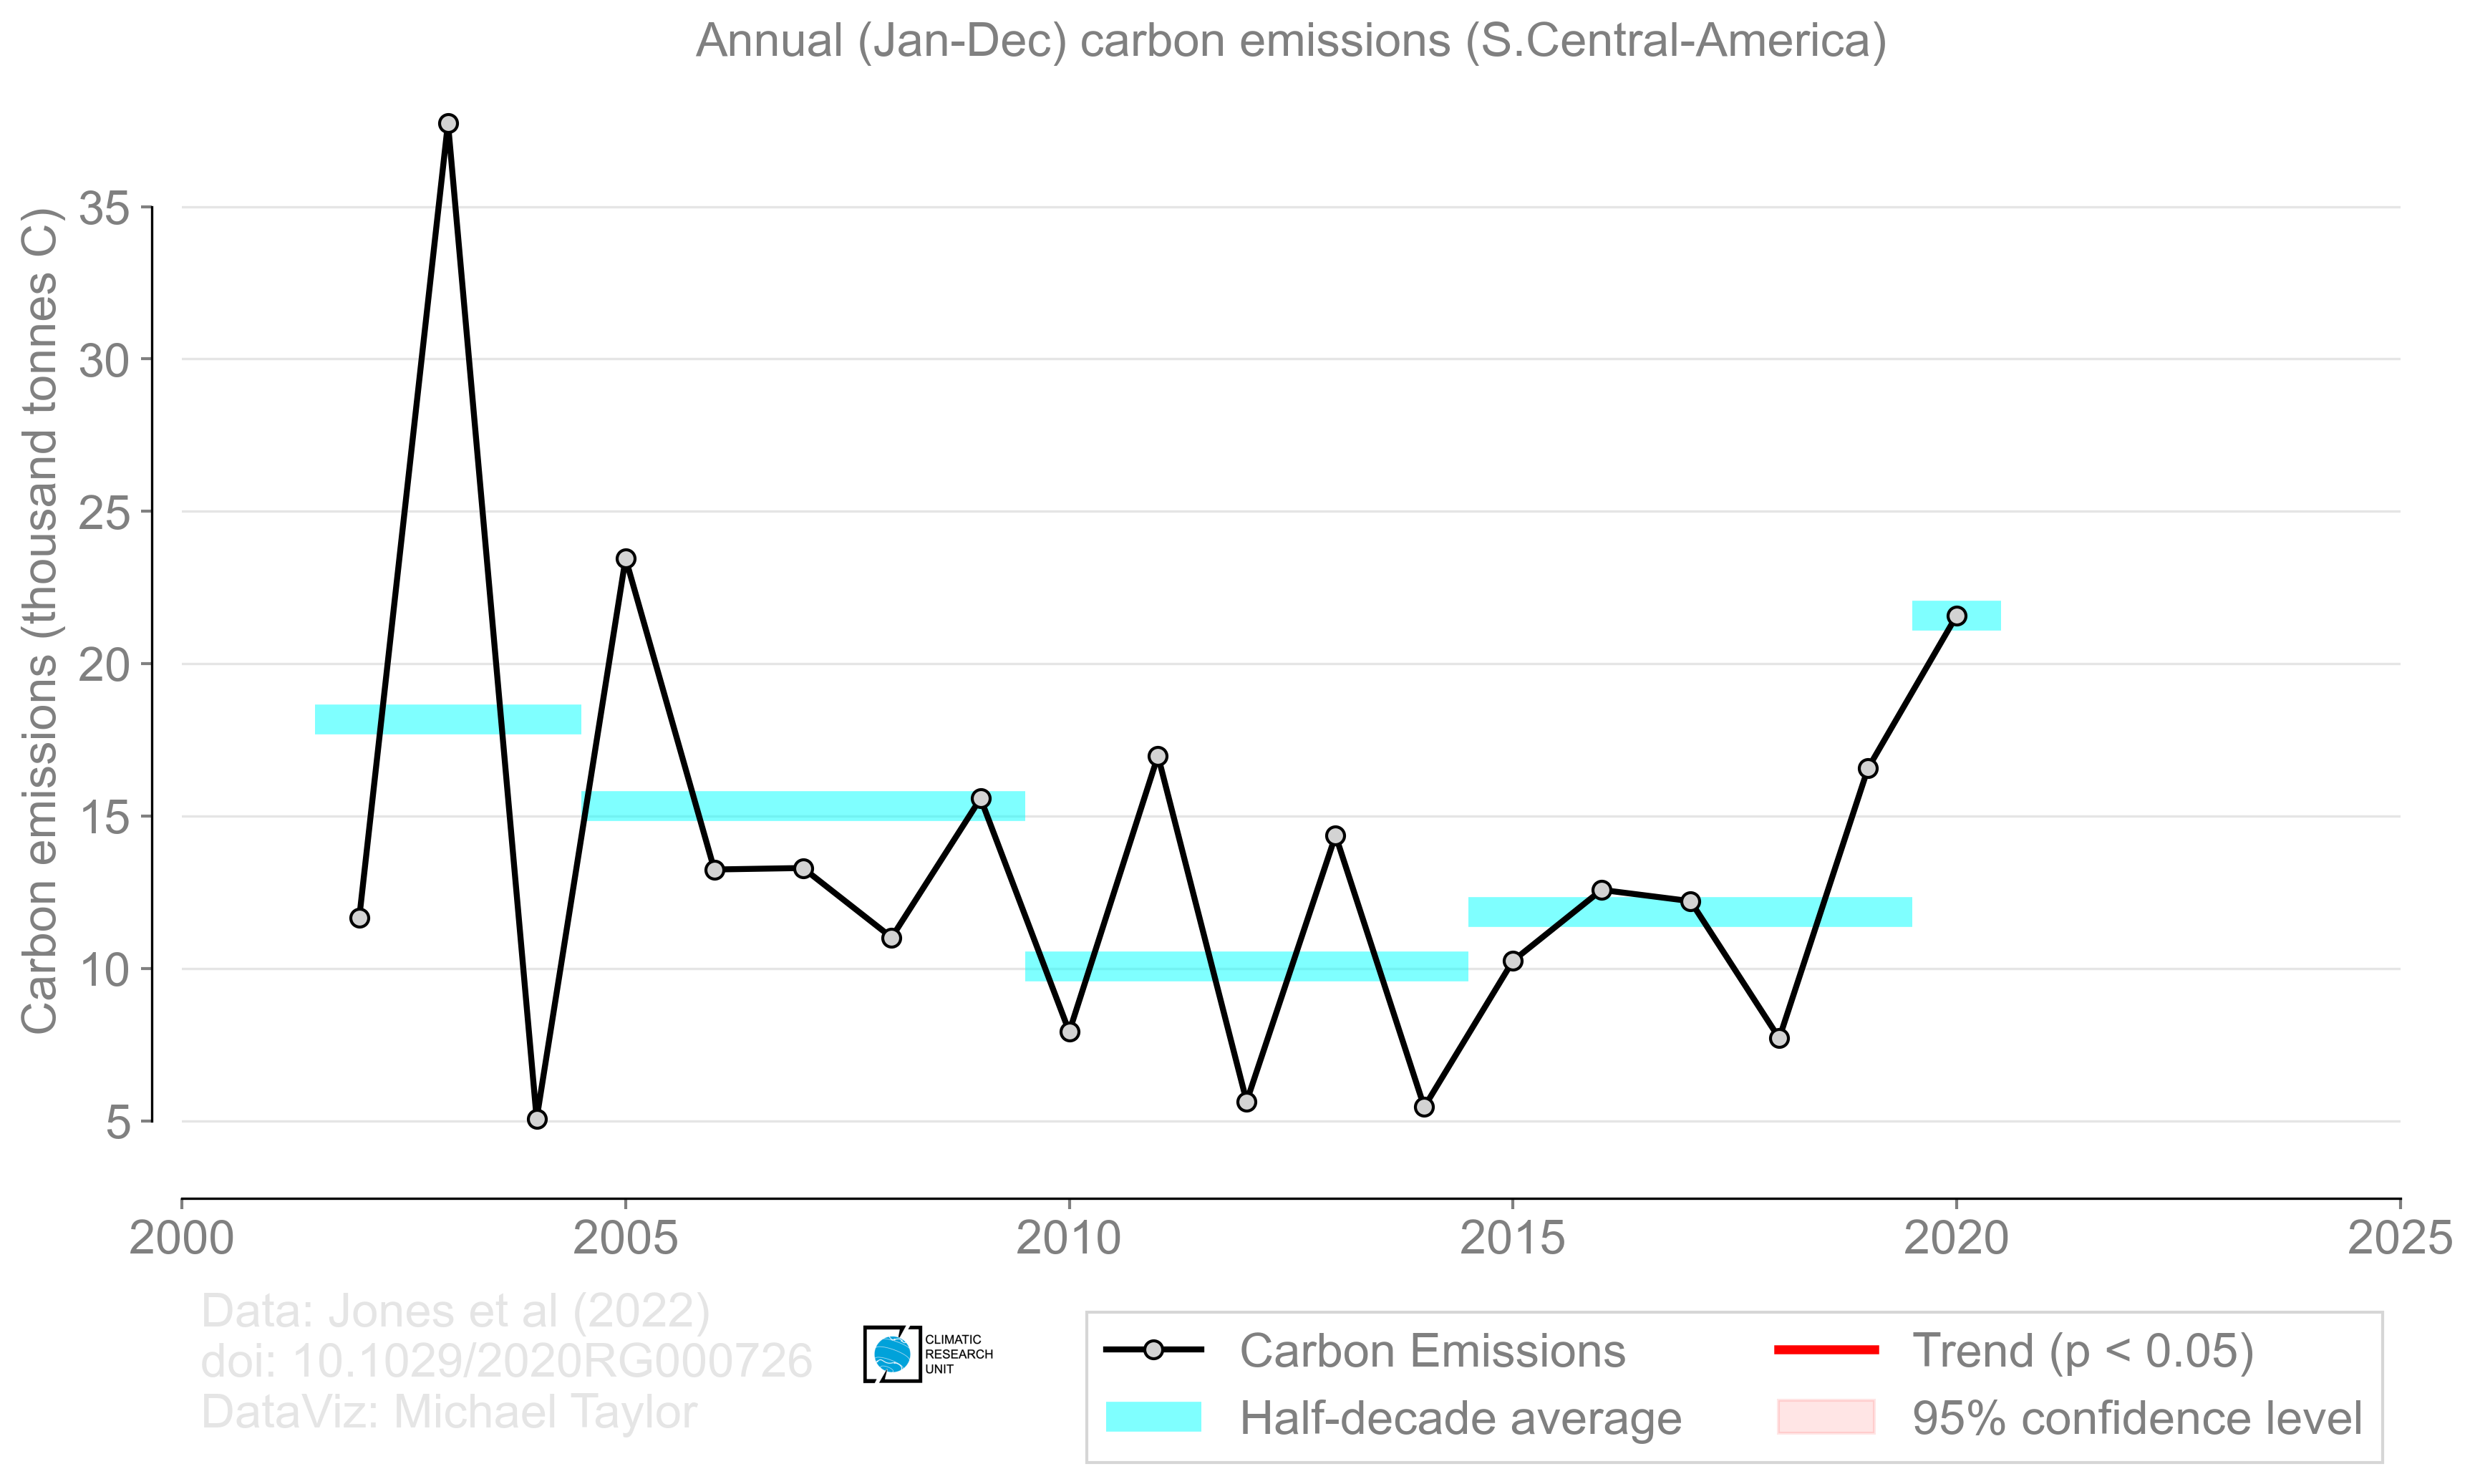 Annual (Jan-Dec) carbon emissions (S.Central-America)
Carbon emissions (thousand tonnes C)
35
30
25
20
15
10
5
2000
2005
2010
2015
2020
2025
Data: Jones et al (2022)
doi: 10.1029/2020RG000726
DataViz: Michael Taylor
CLIMATIC
RESEARCH
UNIT
Carbon Emissions
Half-decade average
Trend (p < 0.05)
95% confidence level